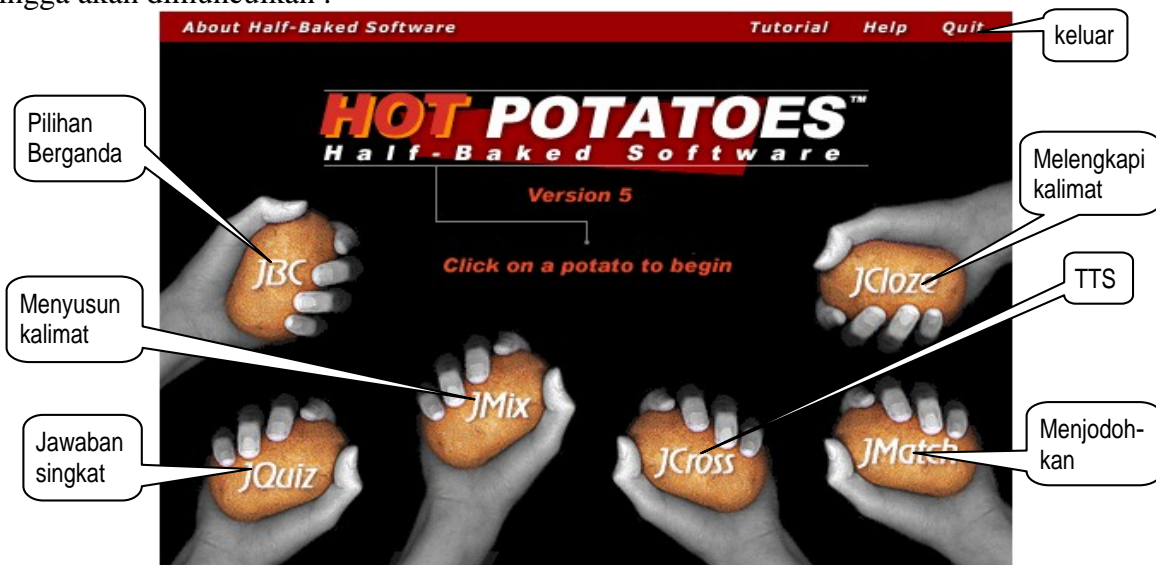 ngga akan dimunculkan :
About Half-Baked Software Tutorial Help Quit
keluar
HOT POTATOES™
Half-Baked Software
Version 5
Click on a potato to begin
Pilihan
Berganda
Melengkapi
kalimat
JBC
JCloze
TTS
Menyusun
kalimat
JMix
Jawaban
singkat
JQuiz
JCross
JMatch
Menjodoh-
kan